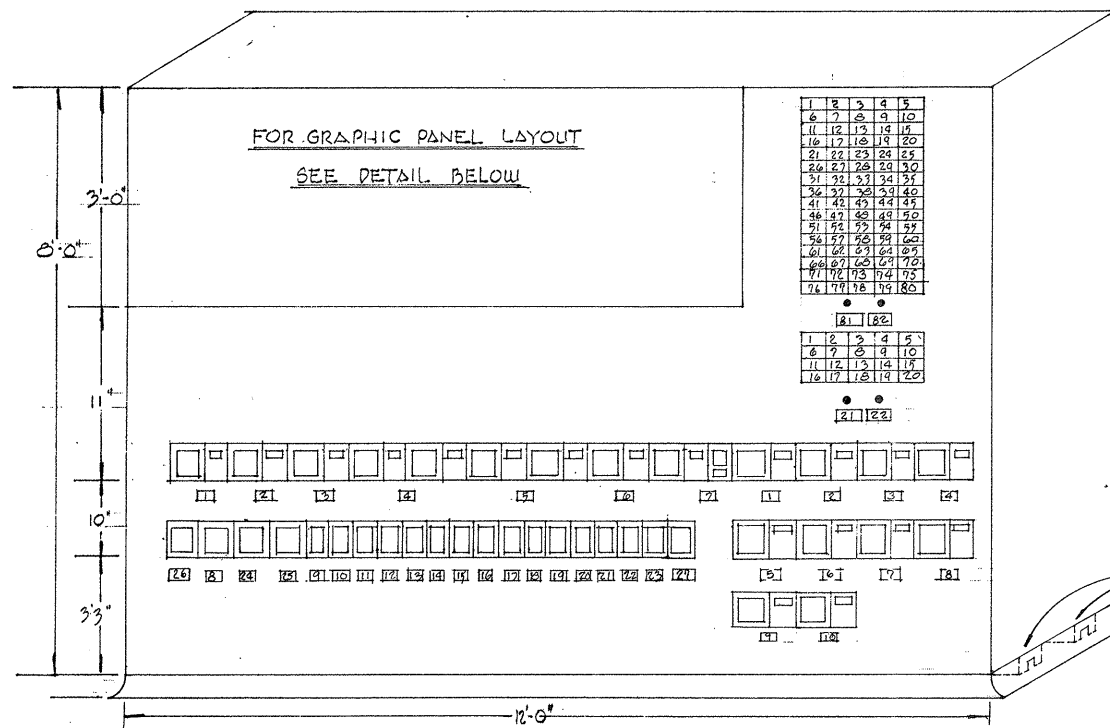 FOR GRAPHIC PANEL LAYOUT
SEE DETAIL BELOW
1 2 3 4 5
6 7 8 9 10
11 12 13 14 15
16 17 18 19 20
21 22 23 24 25
26 27 28 29 30
31 32 33 34 35
36 37 38 39 40
41 42 43 44 45
46 47 48 49 50
51 52 53 54 55
56 57 58 59 60
61 62 63 64 65
66 67 68 69 70
71 72 73 74 75
76 77 78 79 80
81 82
1 2 3 4 5
6 7 8 9 10
11 12 13 14 15
16 17 18 19 20
21 22
3'-0"
8'-0"
11"
10"
3'3"
1 2 3 4 5 6 7 1 2 3 4
26 8 24 25 9 10 11 12 13 14 15 16 17 18 19 20 21 22 23 27 5 6 7 8
9 10
12'-0"